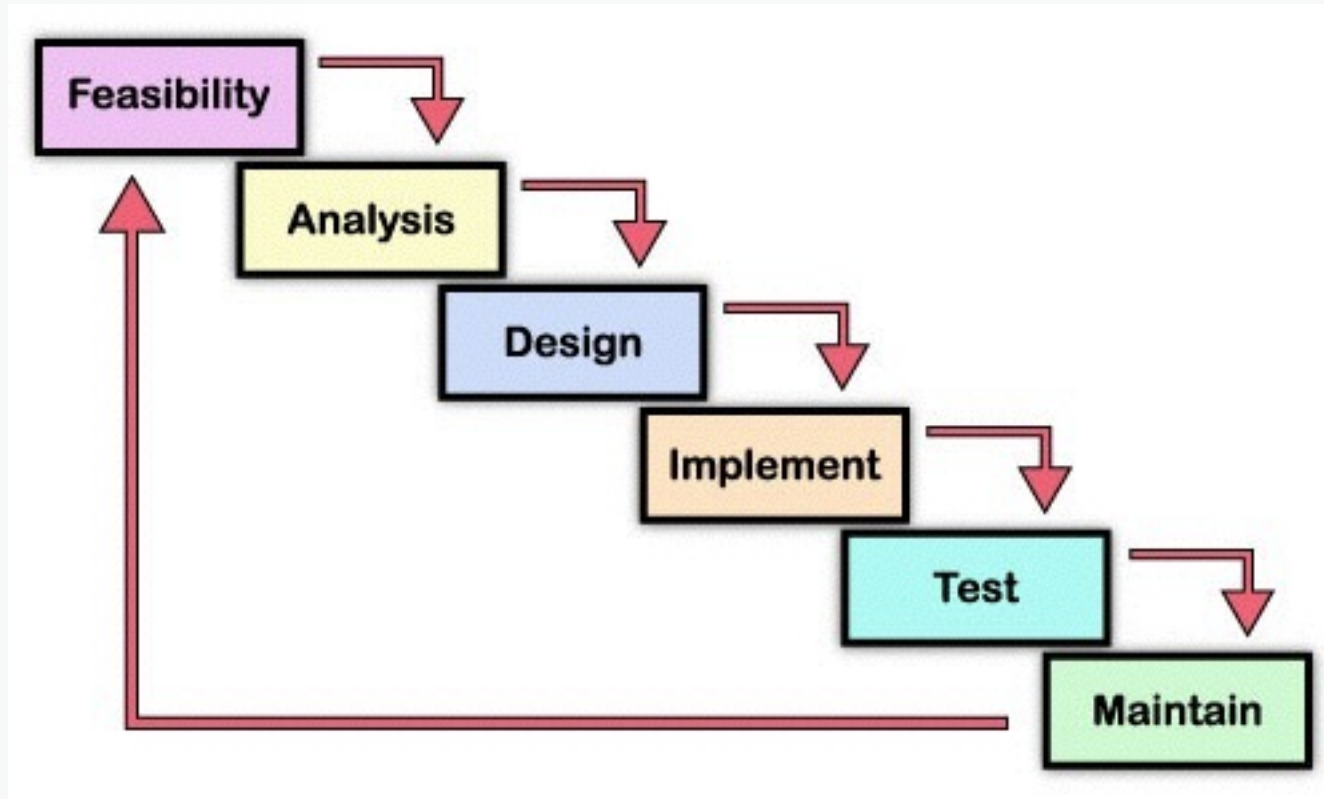 Feasibility
Analysis
Design
Implement
Test
Maintain